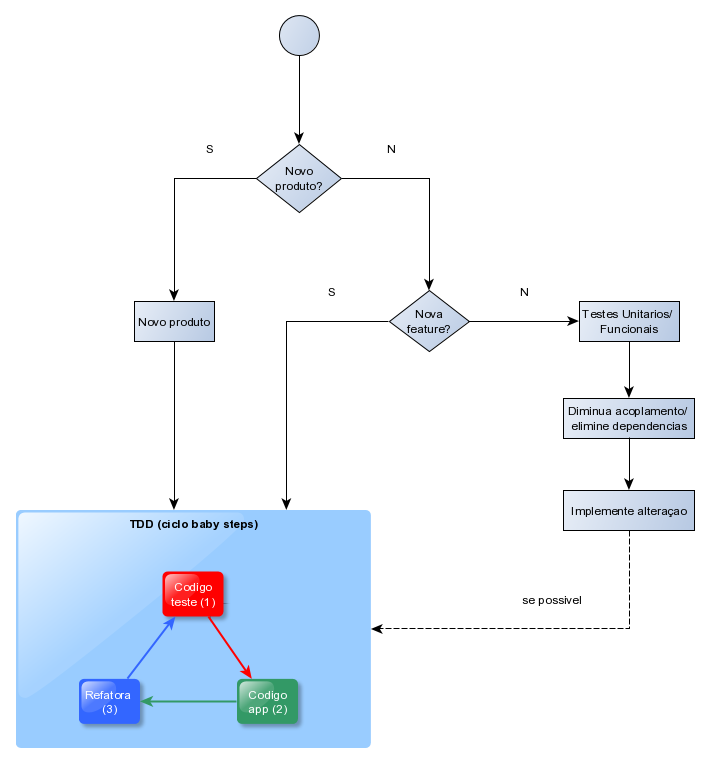 S
N
Novo
produto?
S
N
Novo produto
Nova
feature?
Testes Unitarios/
Funcionais
Diminua acoplamento/
elimine dependencias
Implemente alteraçao
TDD (ciclo baby steps)
se possivel
Codigo
teste (1)
Refatora
(3)
Codigo
app (2)